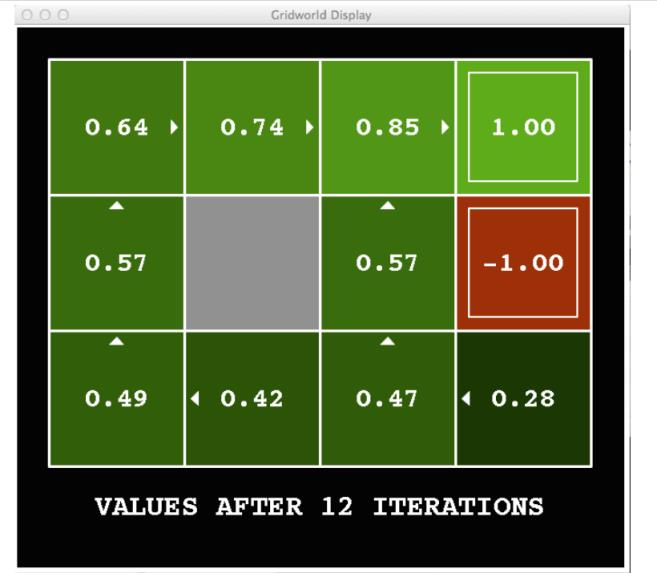 Gridworld Display
0.64 0.74 0.85 1.00
0.57 0.57 -1.00
0.49 0.42 0.47 0.28
VALUES AFTER 12 ITERATIONS